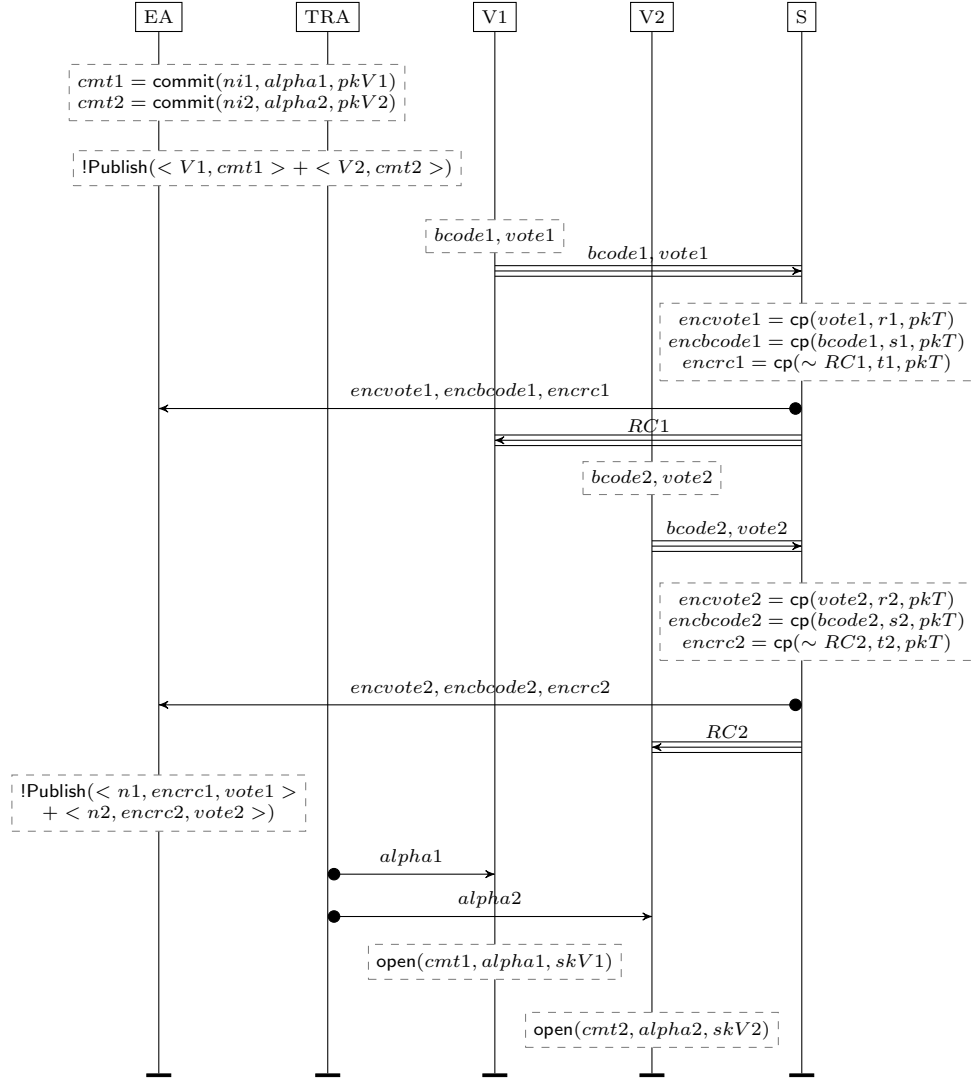 EA TRA V1 V2 S
cmt1 = commit(ni1, alpha1, pkV1)
cmt2 = commit(ni2, alpha2, pkV2)
!Publish(< V1, cmt1 > + < V2, cmt2 >)
bcode1, vote1
bcode1, vote1
encvote1 = cp(vote1, r1, pkT)
encbcode1 = cp(bcode1, s1, pkT)
encrc1 = cp(∼ RC1, t1, pkT)
encvote1, encbcode1, encrc1
RC1
bcode2, vote2
bcode2, vote2
encvote2 = cp(vote2, r2, pkT)
encbcode2 = cp(bcode2, s2, pkT)
encrc2 = cp(∼ RC2, t2, pkT)
encvote2, encbcode2, encrc2
RC2
!Publish(< n1, encrc1, vote1 >
+ < n2, encrc2, vote2 >)
alpha1
alpha2
open(cmt1, alpha1, skV1)
open(cmt2, alpha2, skV2)